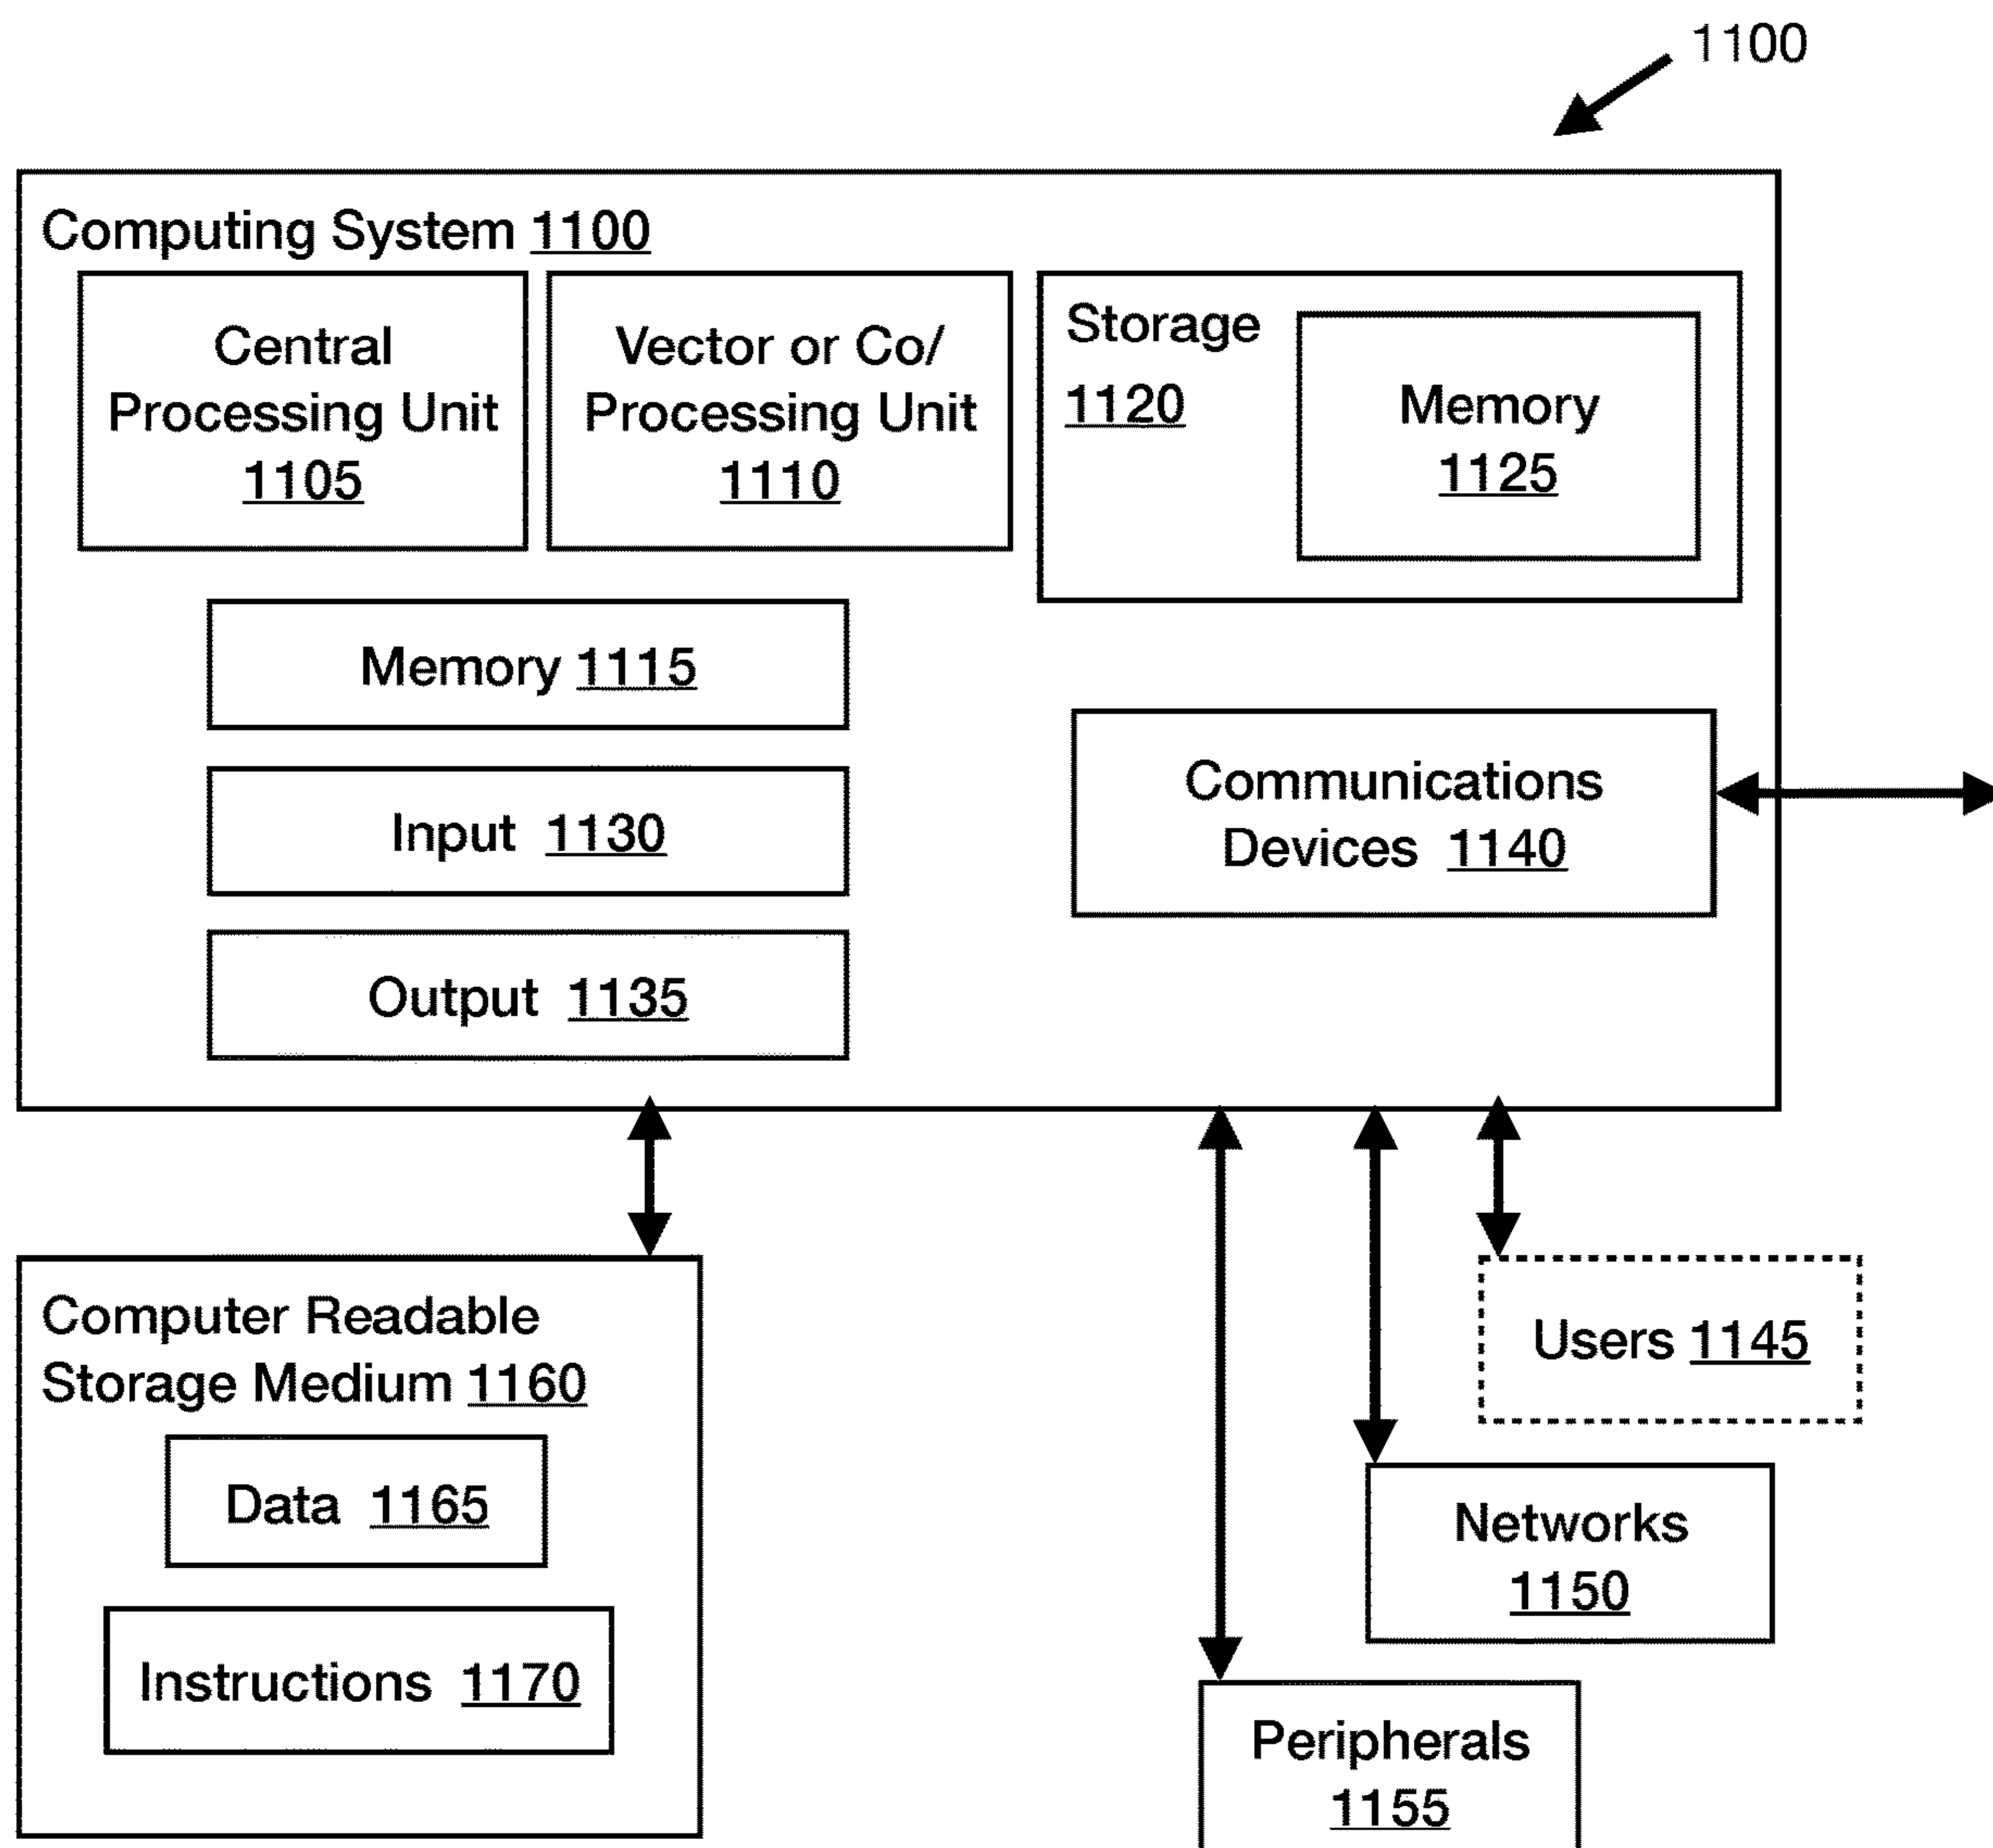 1100
Computing System 1100
Central
Processing Unit
1105
Vector or Co/
Processing Unit
1110
Storage
1120
Memory
1125
Memory 1115
Input 1130
Output 1135
Communications
Devices 1140
Computer Readable
Storage Medium 1160
Data 1165
Instructions 1170
Users 1145
Networks
1150
Peripherals
1155